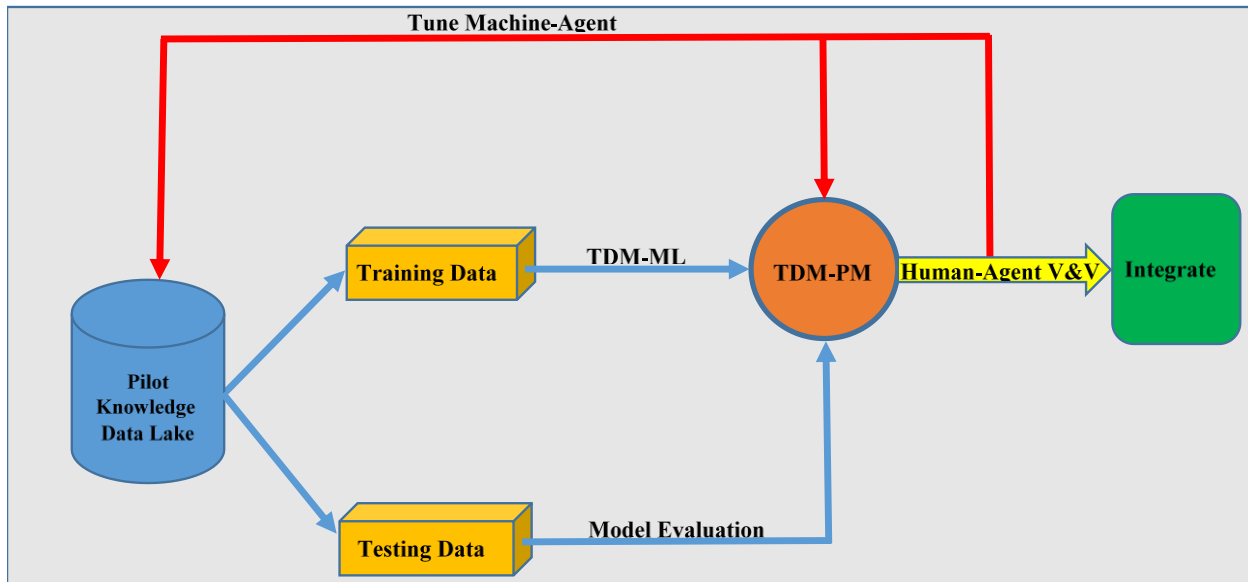 Tune Machine-Agent
Training Data
TDM-ML
TDM-PM
Human-Agent V&V
Integrate
Pilot
Knowledge
Data Lake
Testing Data
Model Evaluation